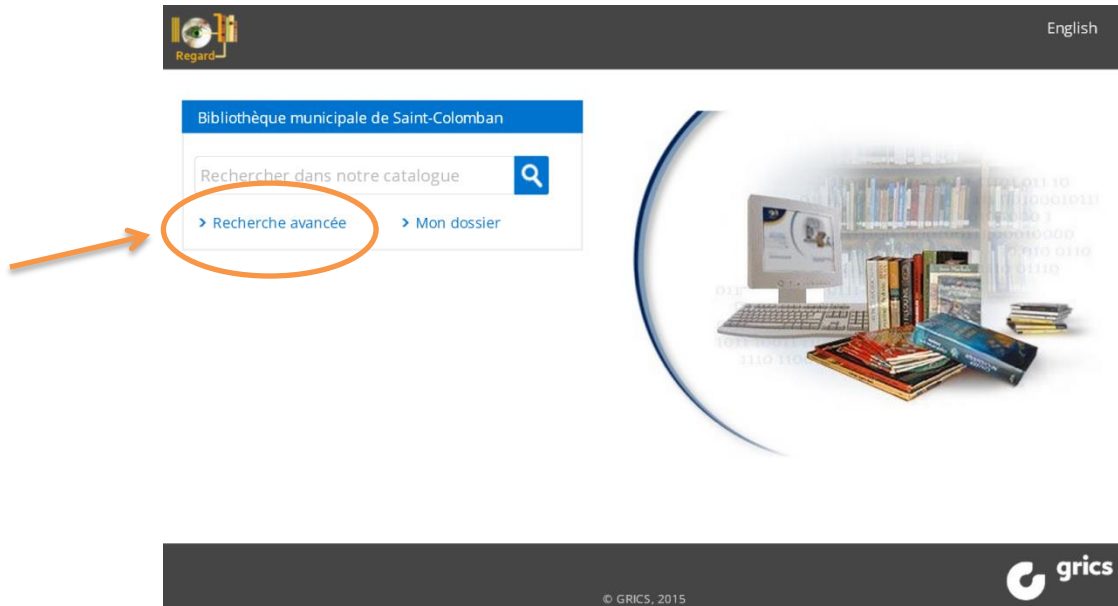 Regard
English
Bibliothèque municipale de Saint-Colomban
Rechercher dans notre catalogue
> Recherche avancée
> Mon dossier
grics
© GRICS, 2015